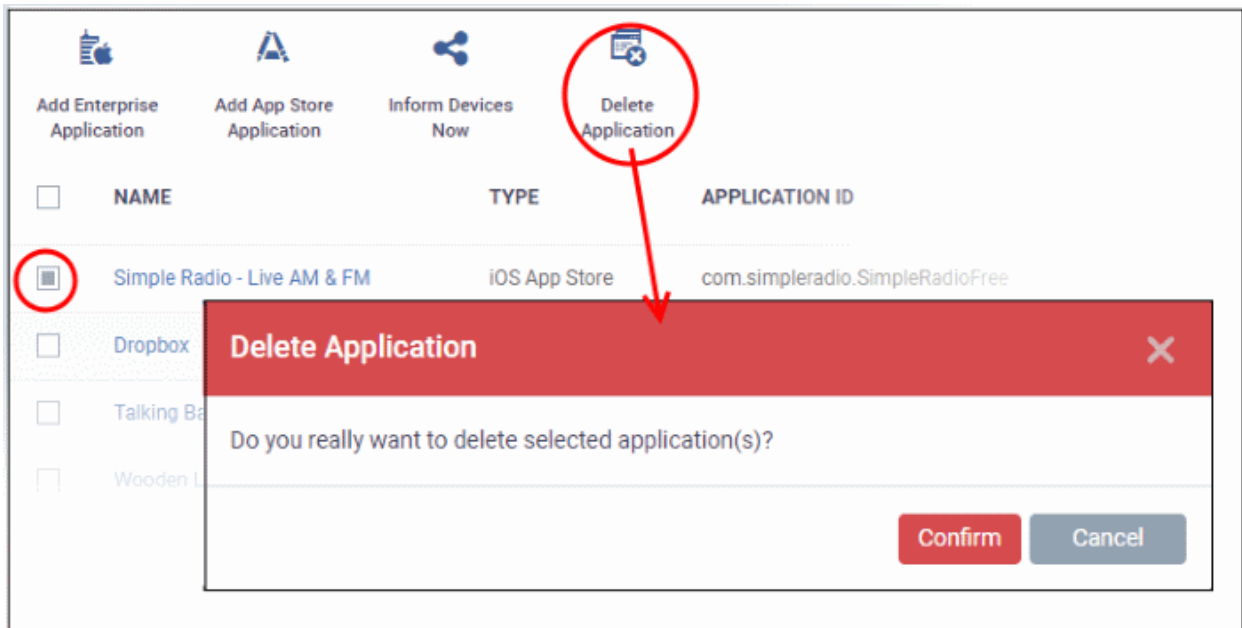 Add Enterprise Application
Add App Store Application
Inform Devices Now
Delete Application
NAME TYPE APPLICATION ID
Simple Radio - Live AM & FM iOS App Store com.simpleradio.SimpleRadioFree
Dropbox
Delete Application
Talking
Do you really want to delete selected application(s)?
Wooden
Confirm Cancel